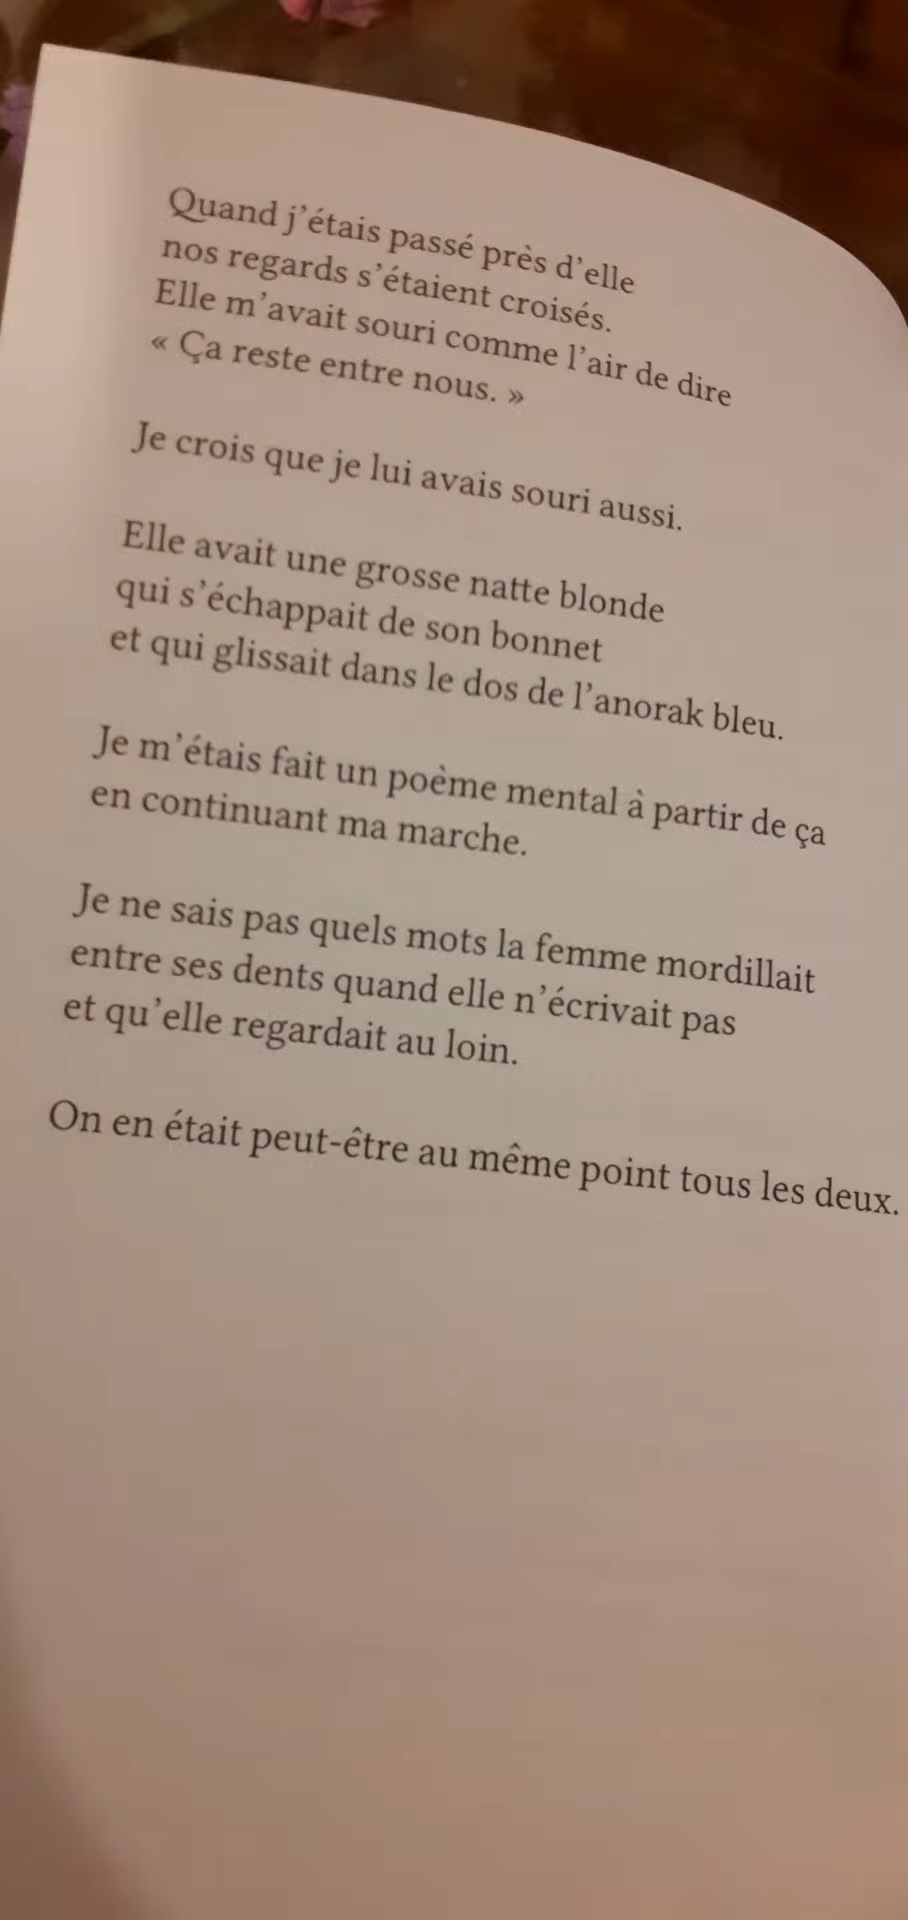 Quand j'étais passé près d'elle
nos regards s'étaient croisés.
Elle m'avait souri comme l'air de dire
« Ça reste entre nous. »
Je crois que je lui avais souri aussi.
Elle avait une grosse natte blonde
qui s'échappait de son bonnet
et qui glissait dans le dos de l'anorak bleu.
Je m'étais fait un poème mental à partir de ça
en continuant ma marche.
Je ne sais pas quels mots la femme mordillait
entre ses dents quand elle n'écrivait pas
et qu'elle regardait au loin.
On en était peut-être au même point tous les deux.